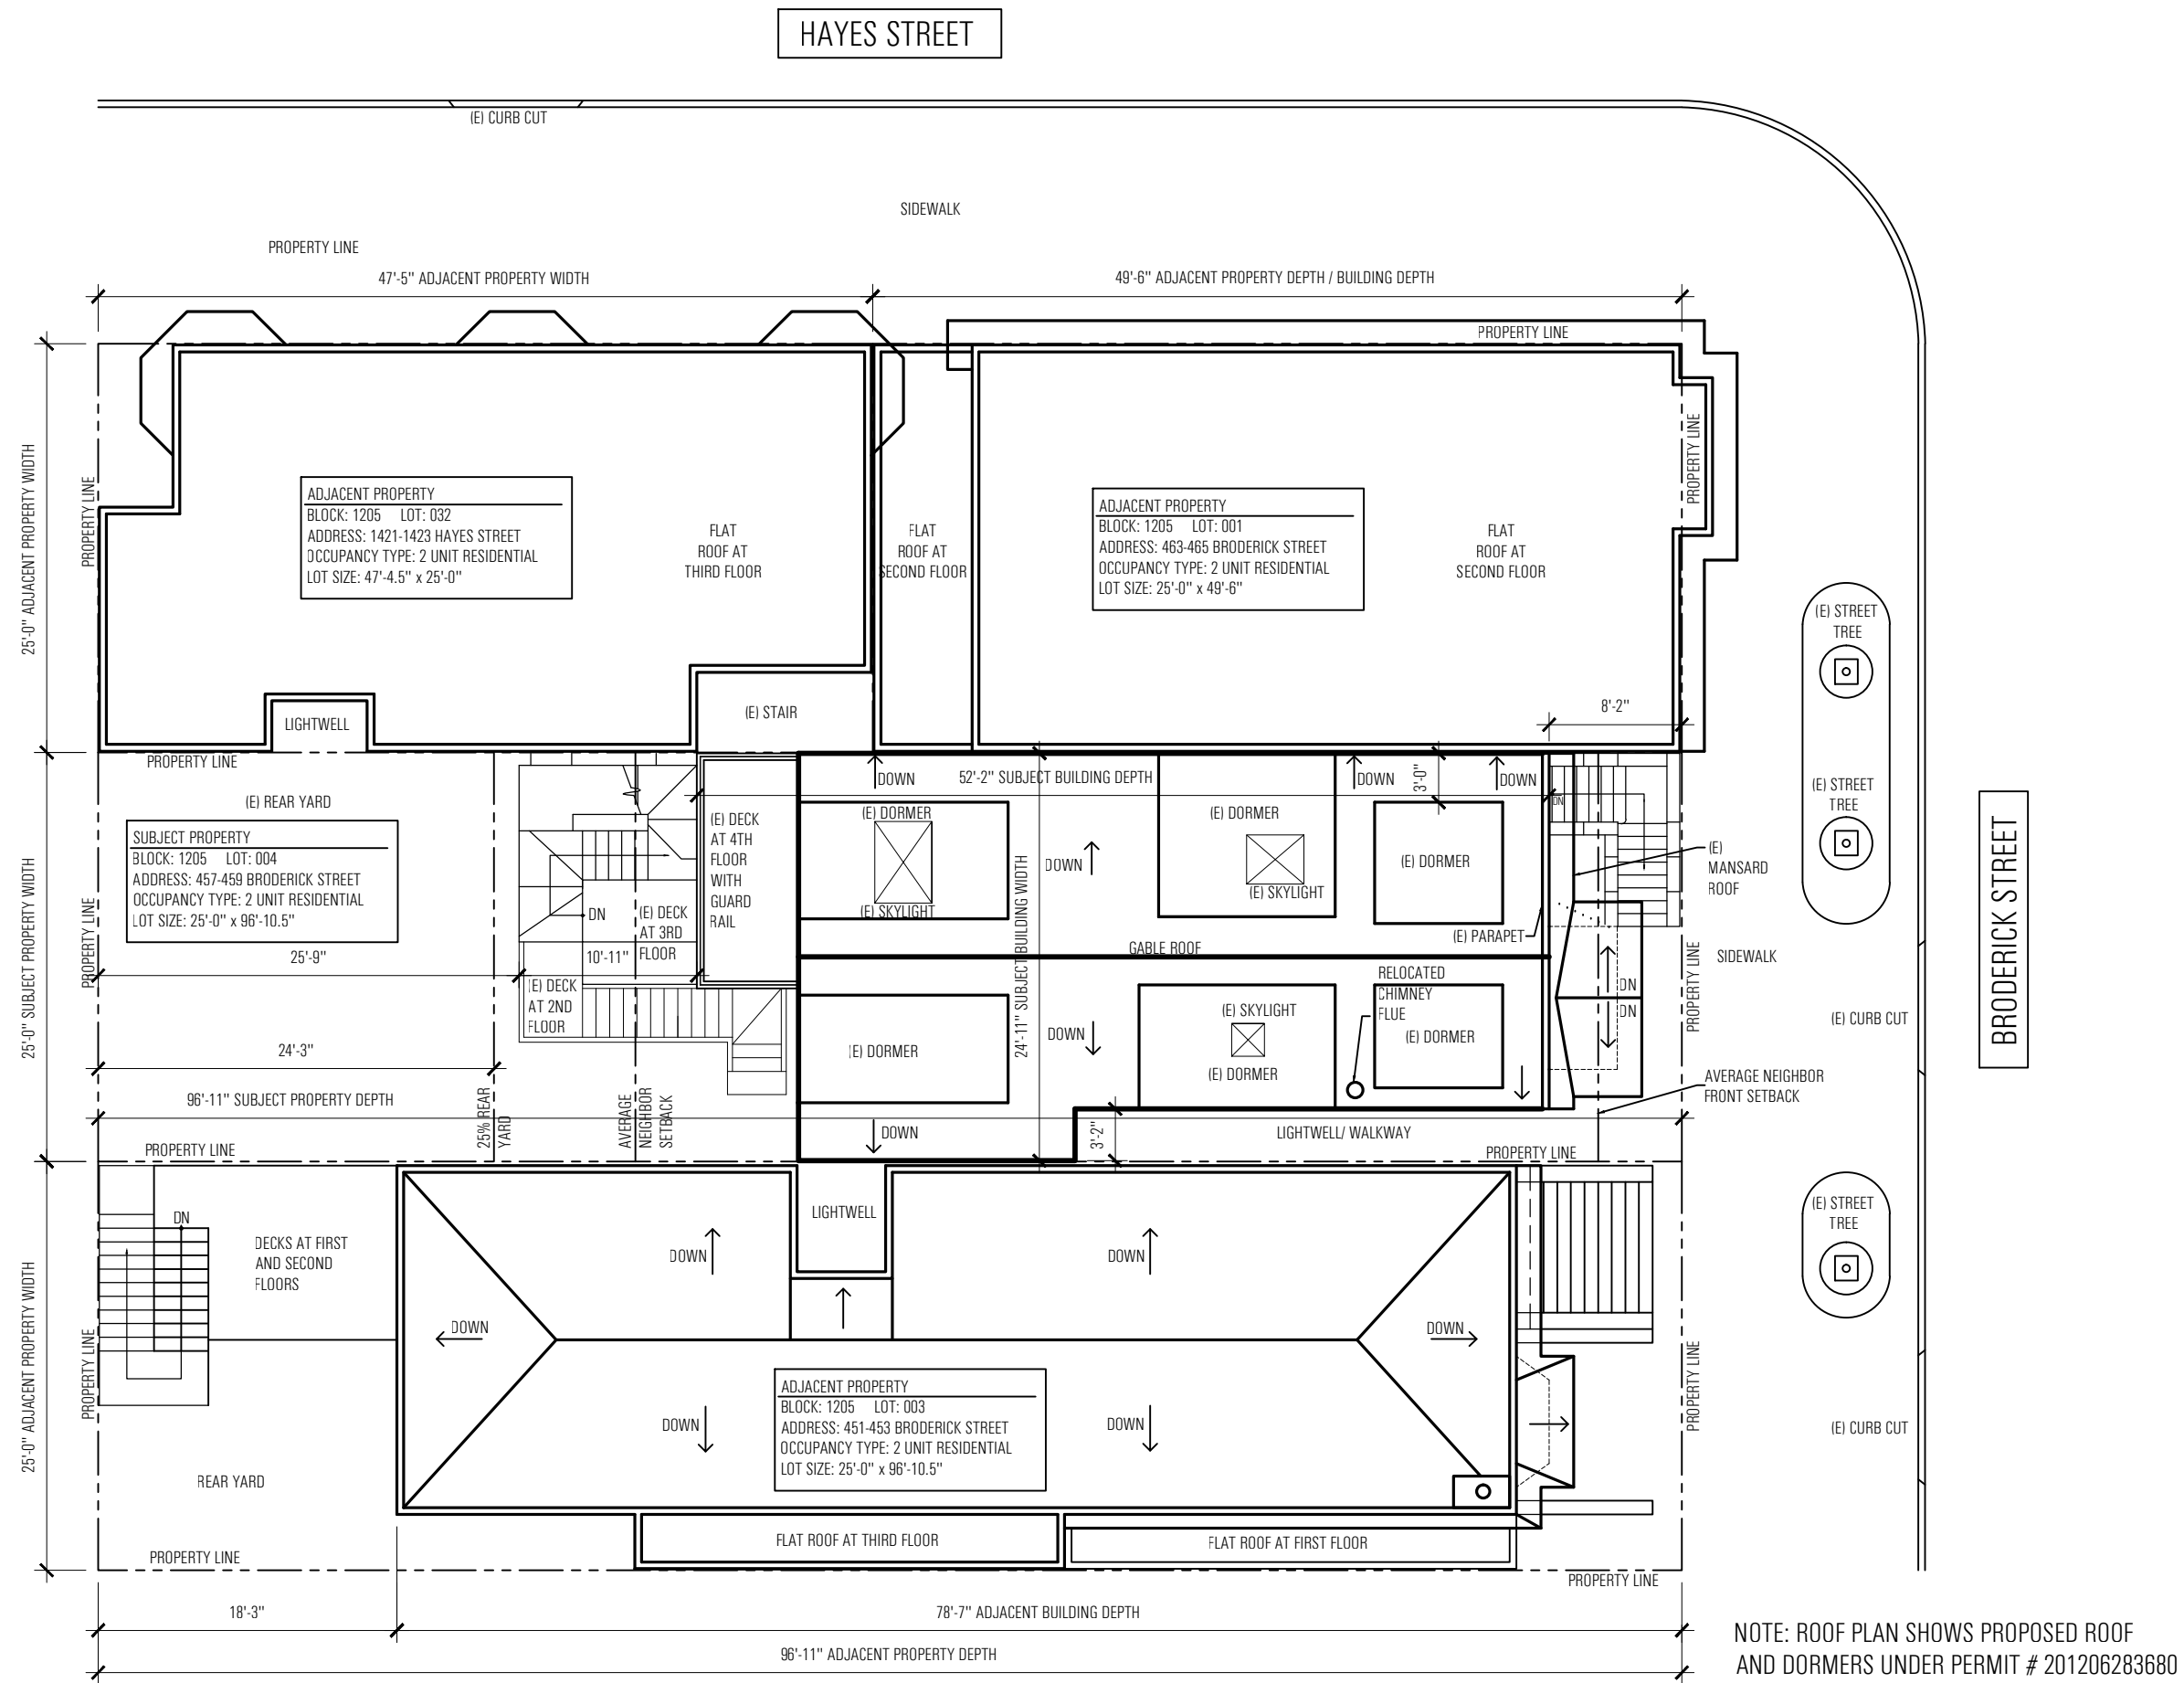 HAYES STREET
(E) CURB CUT
SIDEWALK
PROPERTY LINE
47'-5" ADJACENT PROPERTY WIDTH
49'-6" ADJACENT PROPERTY DEPTH / BUILDING DEPTH
PROPERTY LINE
25'-0" ADJACENT PROPERTY WIDTH
PROPERTY LINE
ADJACENT PROPERTY
BLOCK: 1205 LOT: 032
ADDRESS: 1421-1423 HAYES STREET
OCCUPANCY TYPE: 2 UNIT RESIDENTIAL
LOT SIZE: 47'-4.5" x 25'-0"
FLAT
ROOF AT
THIRD FLOOR
FLAT
ROOF AT
SECOND FLOOR
ADJACENT PROPERTY
BLOCK: 1205 LOT: 001
ADDRESS: 463-465 BRODERICK STREET
OCCUPANCY TYPE: 2 UNIT RESIDENTIAL
LOT SIZE: 25'-0" x 49'-6"
FLAT
ROOF AT
SECOND FLOOR
PROPERTY LINE
(E) STREET
TREE
LIGHTWELL
(E) STAIR
8'-2"
PROPERTY LINE
(E) REAR YARD
SUBJECT PROPERTY
BLOCK: 1205 LOT: 004
ADDRESS: 457-459 BRODERICK STREET
OCCUPANCY TYPE: 2 UNIT RESIDENTIAL
LOT SIZE: 25'-0" x 96'-10.5"
25'-0" SUBJECT PROPERTY WIDTH
PROPERTY LINE
25'-9"
24'-3"
96'-11" SUBJECT PROPERTY DEPTH
PROPERTY LINE
25% REAR
YARD
AVERAGE
NEIGHBOR
SETBACK
DN
(E) DECK
AT 3RD
FLOOR
10'-11"
(E) DECK
AT 2ND
FLOOR
(E) DECK
AT 4TH
FLOOR
WITH
GUARD
RAIL
DOWN
52'-2" SUBJECT BUILDING DEPTH
DOWN
3'-0"
DOWN
DN
(E) DORMER
(E) SKYLIGHT
DOWN
24'-11" SUBJECT BUILDING WIDTH
(E) DORMER
(E) SKYLIGHT
(E) DORMER
(E) PARAPET
GABLE ROOF
(E) DORMER
DOWN
(E) SKYLIGHT
(E) DORMER
RELOCATED
CHIMNEY
FLUE
(E) DORMER
DN
DN
DOWN
3'-2"
LIGHTWELL/ WALKWAY
PROPERTY LINE
(E)
MANSARD
ROOF
PROPERTY LINE
SIDEWALK
AVERAGE NEIGHBOR
FRONT SETBACK
(E) STREET
TREE
(E) CURB CUT
BRODERICK STREET
(E) STREET
TREE
(E) CURB CUT
25'-0" ADJACENT PROPERTY WIDTH
PROPERTY LINE
DN
DECKS AT FIRST
AND SECOND
FLOORS
REAR YARD
PROPERTY LINE
LIGHTWELL
DOWN
DOWN
DOWN
DOWN
DOWN
DOWN
ADJACENT PROPERTY
BLOCK: 1205 LOT: 003
ADDRESS: 451-453 BRODERICK STREET
OCCUPANCY TYPE: 2 UNIT RESIDENTIAL
LOT SIZE: 25'-0" x 96'-10.5"
PROPERTY LINE
FLAT ROOF AT THIRD FLOOR
FLAT ROOF AT FIRST FLOOR
PROPERTY LINE
18'-3"
78'-7" ADJACENT BUILDING DEPTH
96'-11" ADJACENT PROPERTY DEPTH
NOTE: ROOF PLAN SHOWS PROPOSED ROOF
AND DORMERS UNDER PERMIT # 201206283680